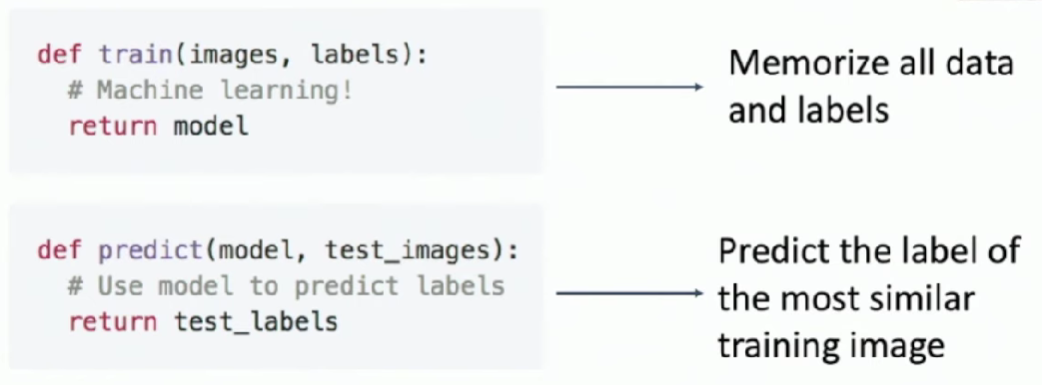 def train(images, labels):
# Machine learning!
return model
Memorize all data
and labels
def predict(model, test_images):
# Use model to predict labels
return test_labels
Predict the label of
the most similar
training image